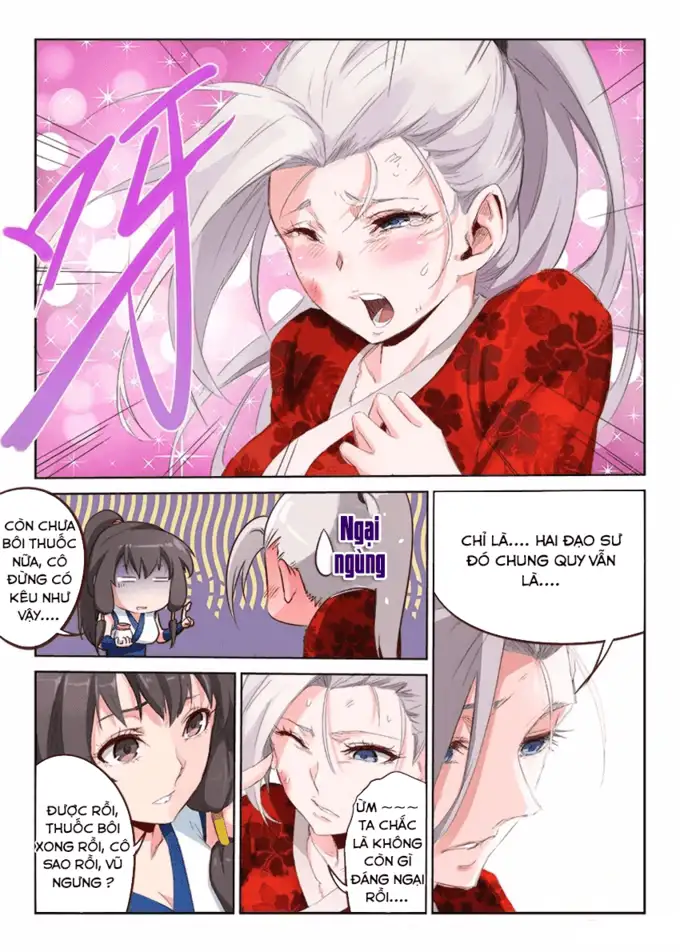 呀
CÒN CHƯA
BÔI THUỐC
NỮA, CÔ
ĐỪNG CÓ
KÊU NHƯ
VẬY....
Ngại
ngùng
CHỈ LÀ.... HAI ĐẠO SƯ
ĐÓ CHUNG QUY VẪN
LÀ....
ĐƯỢC RỒI,
THUỐC BÔI
XONG RỒI, CÔ
SAO RỒI, VŨ
NGƯNG ?
ỪM ~~~
TA CHẮC
LÀ KHÔNG
CÒN GÌ
ĐÁNG NGẠI
RỒI....